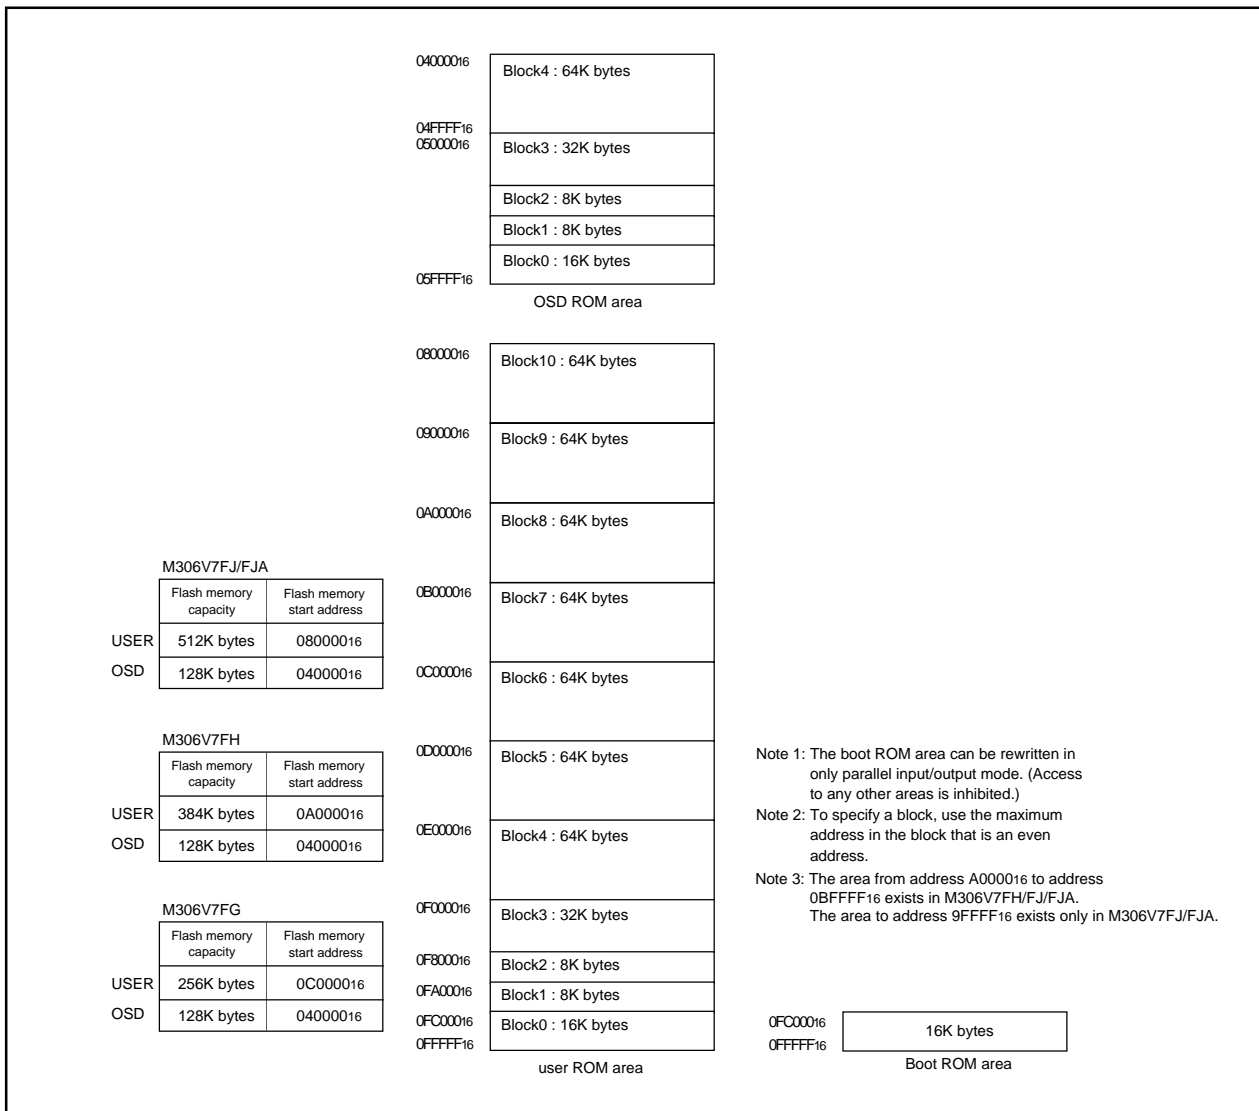 04000016
Block4 : 64K bytes
04FFFF16
05000016
Block3 : 32K bytes
Block2 : 8K bytes
Block1 : 8K bytes
Block0 : 16K bytes
05FFFF16
OSD ROM area
08000016
Block10 : 64K bytes
09000016
Block9 : 64K bytes
0A000016
Block8 : 64K bytes
0B000016
Block7 : 64K bytes
0C000016
Block6 : 64K bytes
0D000016
Block5 : 64K bytes
0E000016
Block4 : 64K bytes
0F000016
Block3 : 32K bytes
0F800016
Block2 : 8K bytes
0FA00016
Block1 : 8K bytes
0FC00016
Block0 : 16K bytes
0FFFFF16
user ROM area
M306V7FJ/FJA
Flash memory capacity Flash memory start address
USER 512K bytes 08000016
OSD 128K bytes 04000016
M306V7FH
Flash memory capacity Flash memory start address
USER 384K bytes 0A000016
OSD 128K bytes 04000016
M306V7FG
Flash memory capacity Flash memory start address
USER 256K bytes 0C000016
OSD 128K bytes 04000016
Note 1: The boot ROM area can be rewritten in
only parallel input/output mode. (Access
to any other areas is inhibited.)
Note 2: To specify a block, use the maximum
address in the block that is an even
address.
Note 3: The area from address A000016 to address
0BFFFF16 exists in M306V7FH/FJ/FJA.
The area to address 9FFFF16 exists only in M306V7FJ/FJA.
0FC00016
16K bytes
0FFFFF16
Boot ROM area